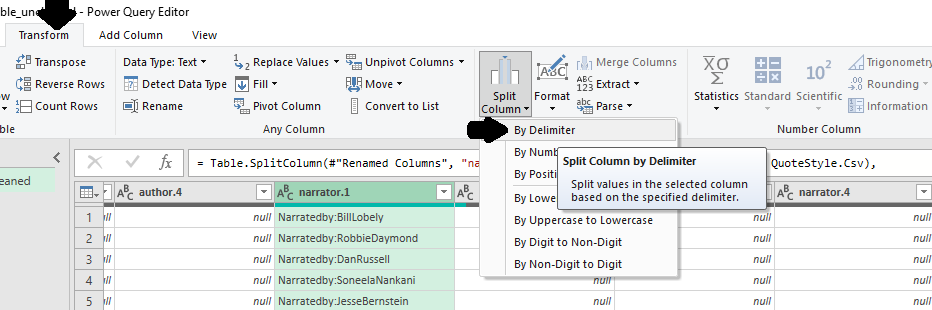 ble_un - Power Query Editor
Transform Add Column View
Transpose Data Type: Text Replace Values Unpivot Columns Merge Columns Trigonometry
Reverse Rows Detect Data Type Fill Move Split Column Format Extract Statistics Standard Scientific Rounding
Count Rows Rename Pivot Column Convert to List Parse Information
ble Any Column Number Column
By Delimiter
= Table.SplitColumn(#"Renamed Columns", "na QuoteStyle.Csv),
By Numb
By Positi
By Lowe
By Uppercase to Lowercase
By Digit to Non-Digit
By Non-Digit to Digit
Split Column by Delimiter
Split values in the selected column
based on the specified delimiter.
eaned
author.4 narrator.1 narrator.4
1 null Narratedby:BillLobely null null
2 null Narratedby:RobbieDaymond null null
3 null Narratedby:DanRussell null null
4 null Narratedby:SoneelaNankani null null null
5 null Narratedby:JesseBernstein null null null